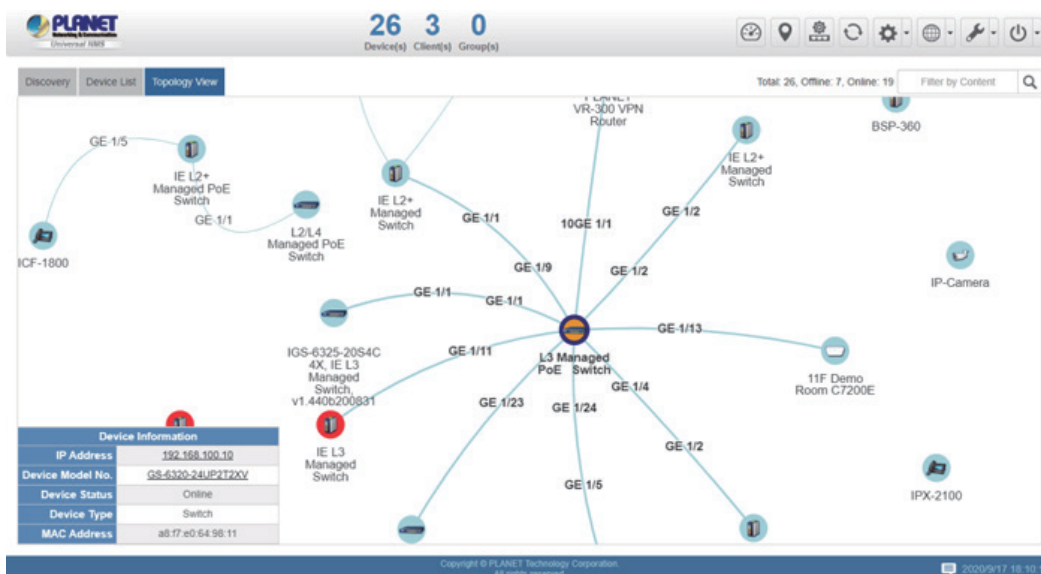 PLANET
Networking & Communication
Universal NMS
26 3 0
Device(s) Client(s) Group(s)
Discovery Device List Topology View
Total: 26, Offline: 7, Online: 19
Filter by Content
VR-300 VPN
Router
BSP-360
GE 1/5
IE L2+
Managed PoE
Switch
GE 1/1
ICF-1800
L2/L4
Managed PoE
Switch
IE L2+
Managed
Switch
GE 1/1
GE 1/9
10GE 1/1
IE L2+
Managed
Switch
GE 1/2
GE 1/2
IP-Camera
GE 1/1
GE 1/1
IGS-6325-20S4C
4X, IE L3
Managed
Switch,
v1.440b200831
GE 1/11
L3 Managed
PoE Switch
GE 1/13
11F Demo
Room C7200E
GE 1/4
GE 1/23
GE 1/24
IE L3
Managed
Switch
GE 1/2
GE 1/5
IPX-2100
Device Information
IP Address 192.168.100.10
Device Model No. GS-6320-24UP2T2XV
Device Status Online
Device Type Switch
MAC Address a8:f7:e0:64:98:11
Copyright © PLANET Technology Corporation.
All rights reserved.
2020/9/17 18:10